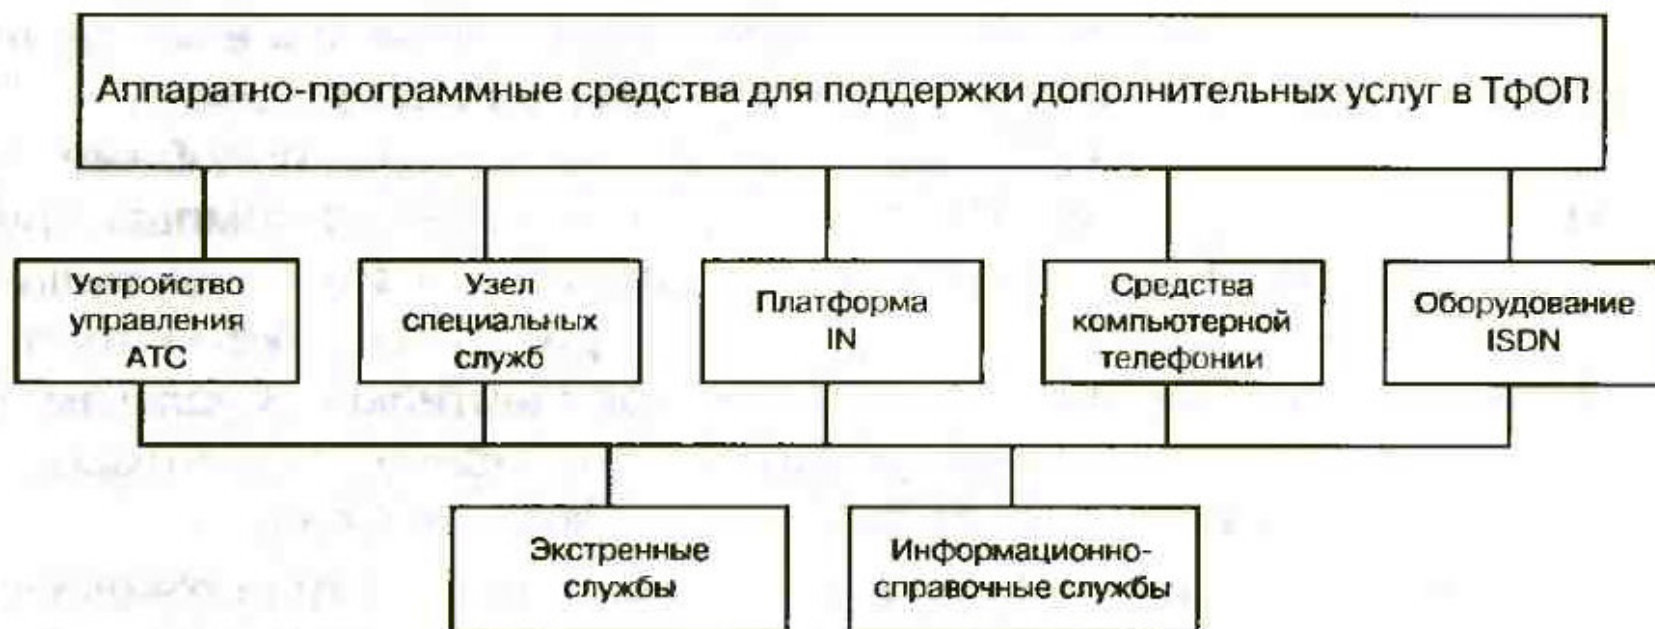 Аппаратно-программные средства для поддержки дополнительных услуг в ТфОП
Устройство
управления
АТС
Узел
специальных
служб
Платформа
IN
Средства
компьютерной
телефонии
Оборудование
ISDN
Экстренные
службы
Информационно-
справочные службы